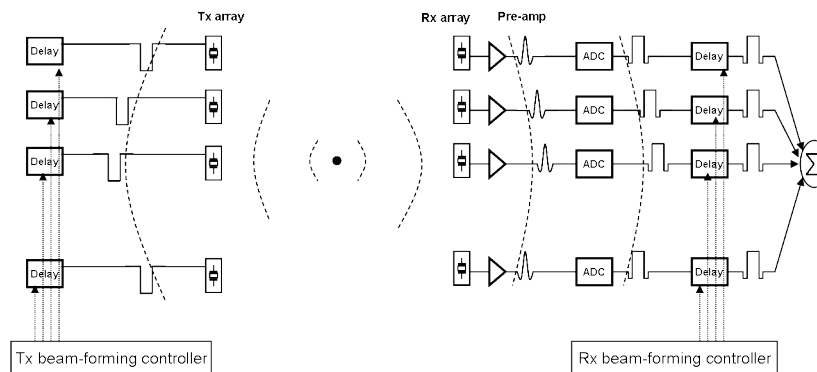 Tx array
Rx array
Pre-amp
Delay
ADC
Delay
Delay
ADC
Delay
Delay
ADC
Delay
Σ
Delay
ADC
Delay
Tx beam-forming controller
Rx beam-forming controller